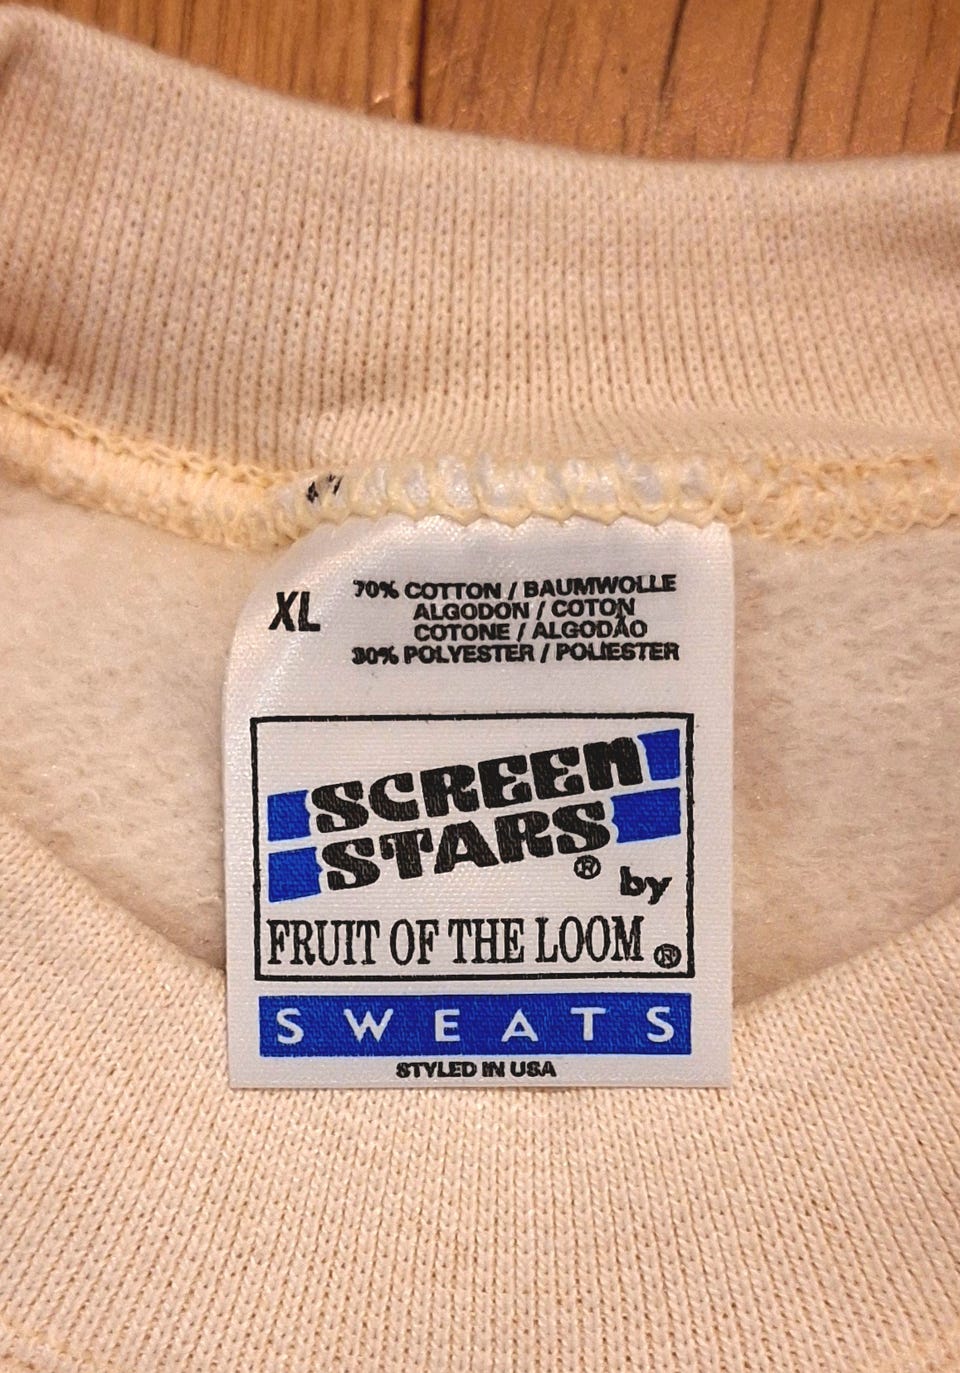 XL
70% COTTON / BAUMWOLLE
ALGODON / COTON
COTONE / ALGODÃO
30% POLYESTER / POLIESTER
SCREEN
STARS® by
FRUIT OF THE LOOM®
SWEATS
STYLED IN USA